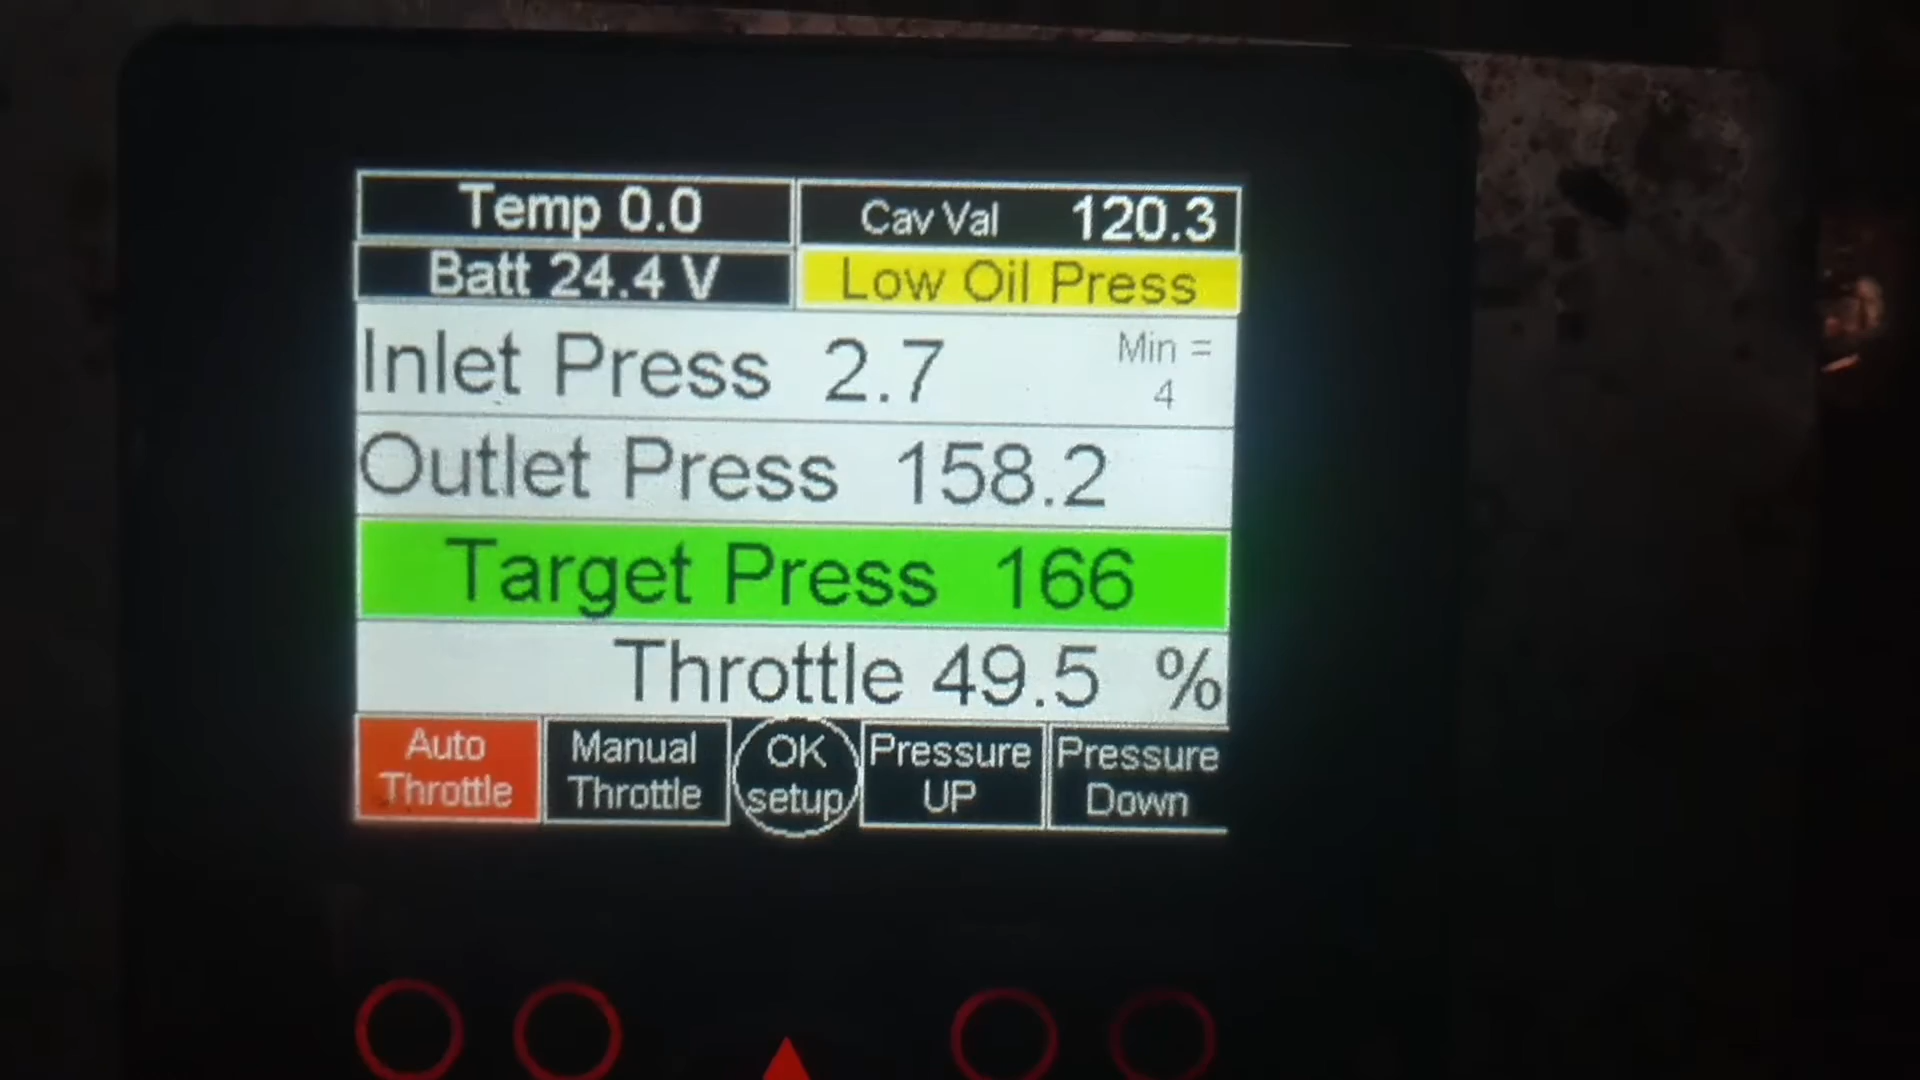 Temp 0.0
Cav Val 120.3
Batt 24.4 V
Low Oil Press
Inlet Press 2.7
Min =
4
Outlet Press 158.2
Target Press 166
Throttle 49.5 %
Auto
Throttle
Manual
Throttle
OK
setup
Pressure
UP
Pressure
Down